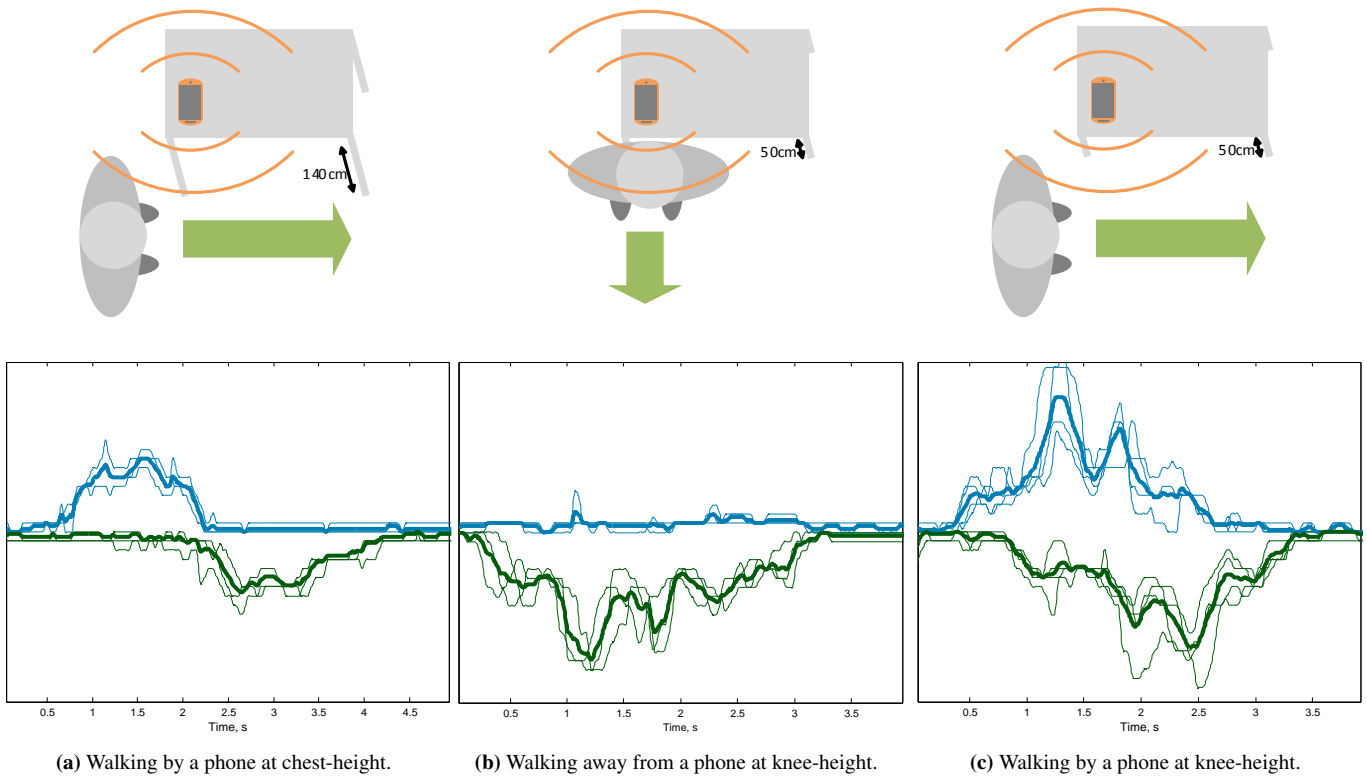 140cm
50cm
50cm
0.5 1 1.5 2 2.5 3 3.5 4 4.5
Time, s
0.5 1 1.5 2 2.5 3 3.5
Time, s
0.5 1 1.5 2 2.5 3 3.5
Time, s
(a) Walking by a phone at chest-height.
(b) Walking away from a phone at knee-height.
(c) Walking by a phone at knee-height.